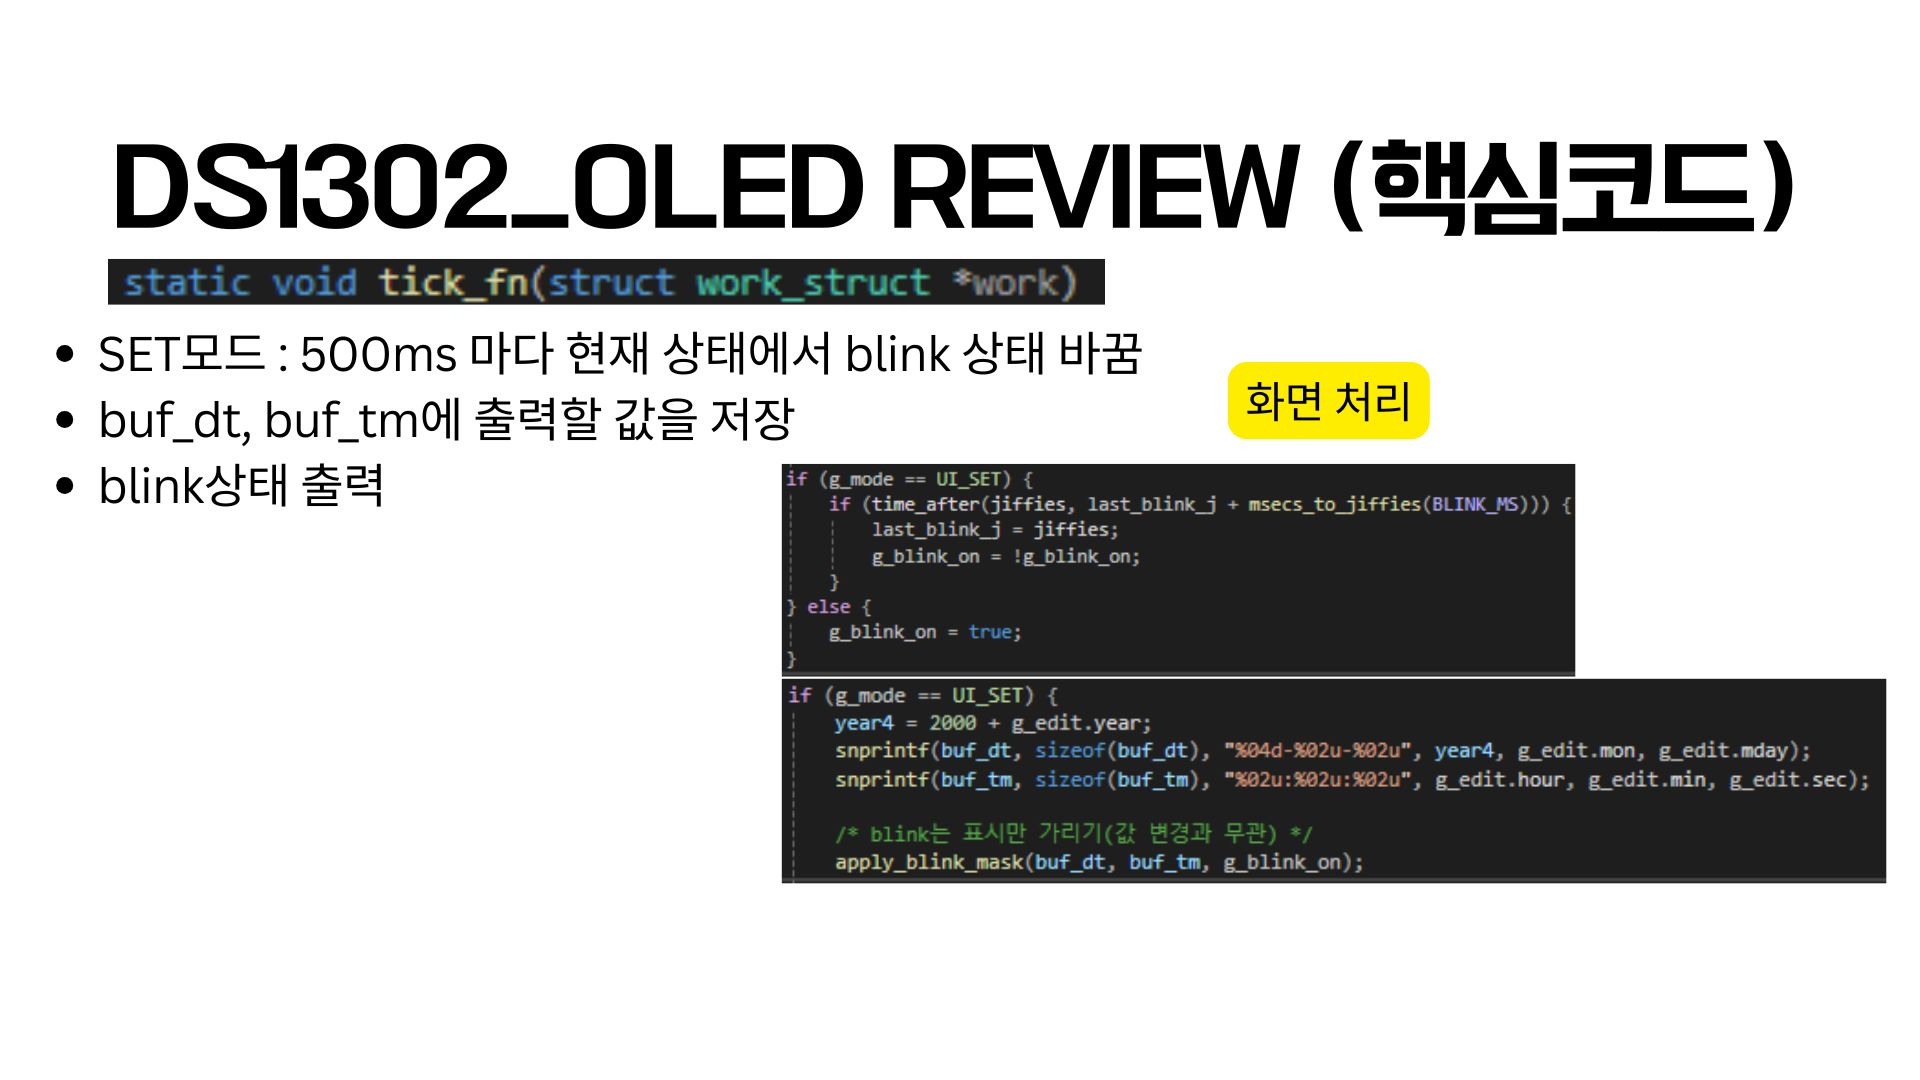 DS1302_OLED REVIEW (핵심코드)
static void tick_fn(struct work_struct *work)
• SET모드 : 500ms 마다 현재 상태에서 blink 상태 바꿈
• buf_dt, buf_tm에 출력할 값을 저장
• blink상태 출력
화면 처리
if (g_mode == UI_SET) {
    if (time_after(jiffies, last_blink_j + msecs_to_jiffies(BLINK_MS))) {
        last_blink_j = jiffies;
        g_blink_on = !g_blink_on;
    }
} else {
    g_blink_on = true;
}
if (g_mode == UI_SET) {
    year4 = 2000 + g_edit.year;
    snprintf(buf_dt, sizeof(buf_dt), "%04d-%02u-%02u", year4, g_edit.mon, g_edit.mday);
    snprintf(buf_tm, sizeof(buf_tm), "%02u:%02u:%02u", g_edit.hour, g_edit.min, g_edit.sec);
    /* blink는 표시만 가리기(값 변경과 무관) */
    apply_blink_mask(buf_dt, buf_tm, g_blink_on);